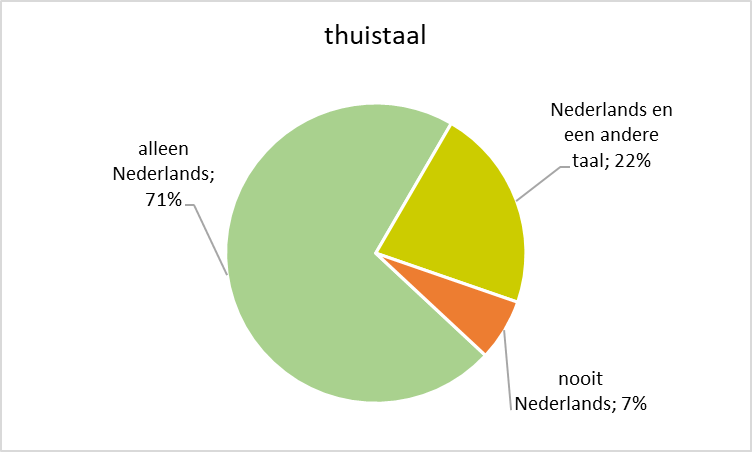 thuistaal
Nederlands en
een andere
taal; 22%
alleen
Nederlands;
71%
nooit
Nederlands; 7%